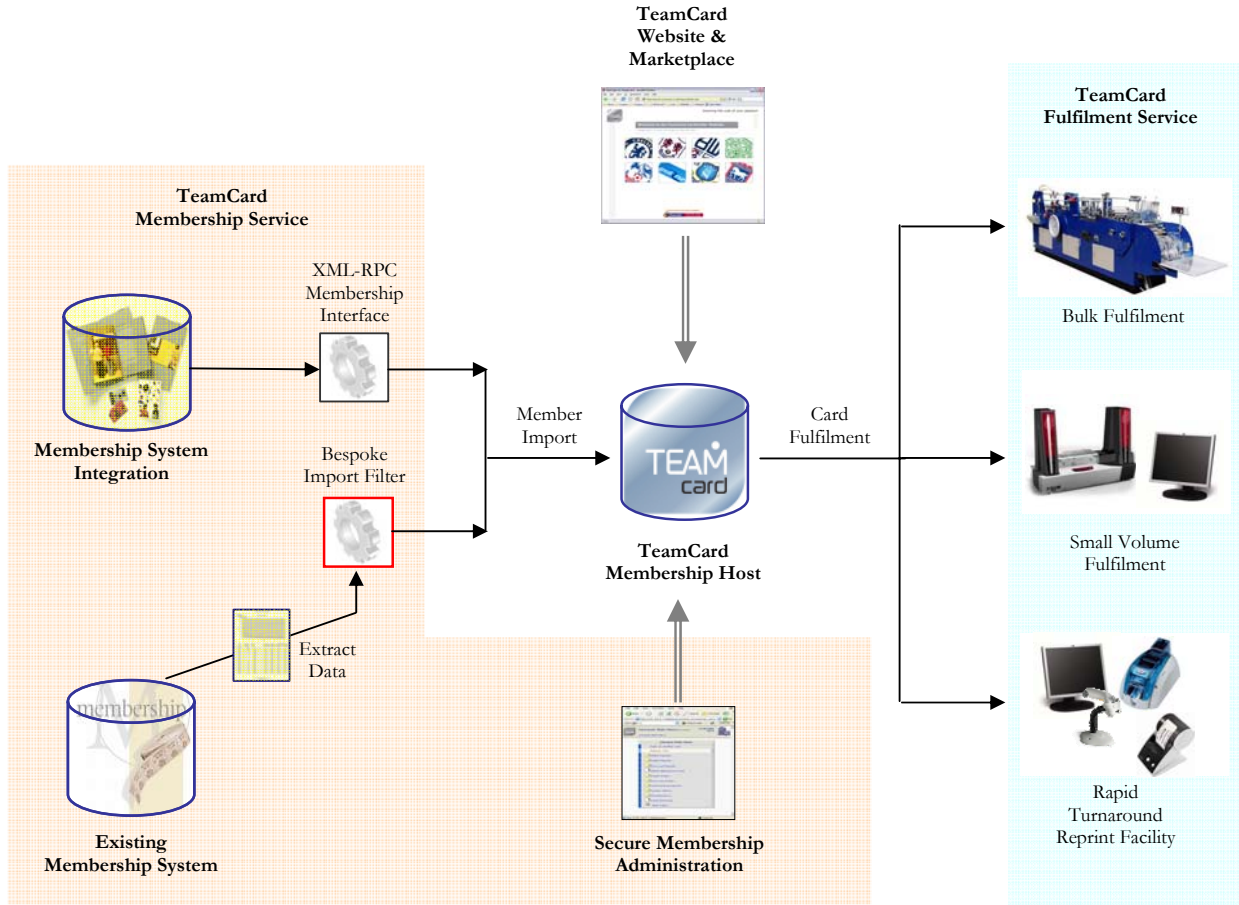 TeamCard
Website &
Marketplace
TeamCard
Fulfilment Service
TeamCard
Membership Service
XML-RPC
Membership
Interface
Bulk Fulfilment
Membership System
Integration
Bespoke
Import Filter
Member
Import
TEAM
card
Card
Fulfilment
TeamCard
Membership Host
Small Volume
Fulfilment
Extract
Data
membership
M
Existing
Membership System
Secure Membership
Administration
Rapid
Turnaround
Reprint Facility